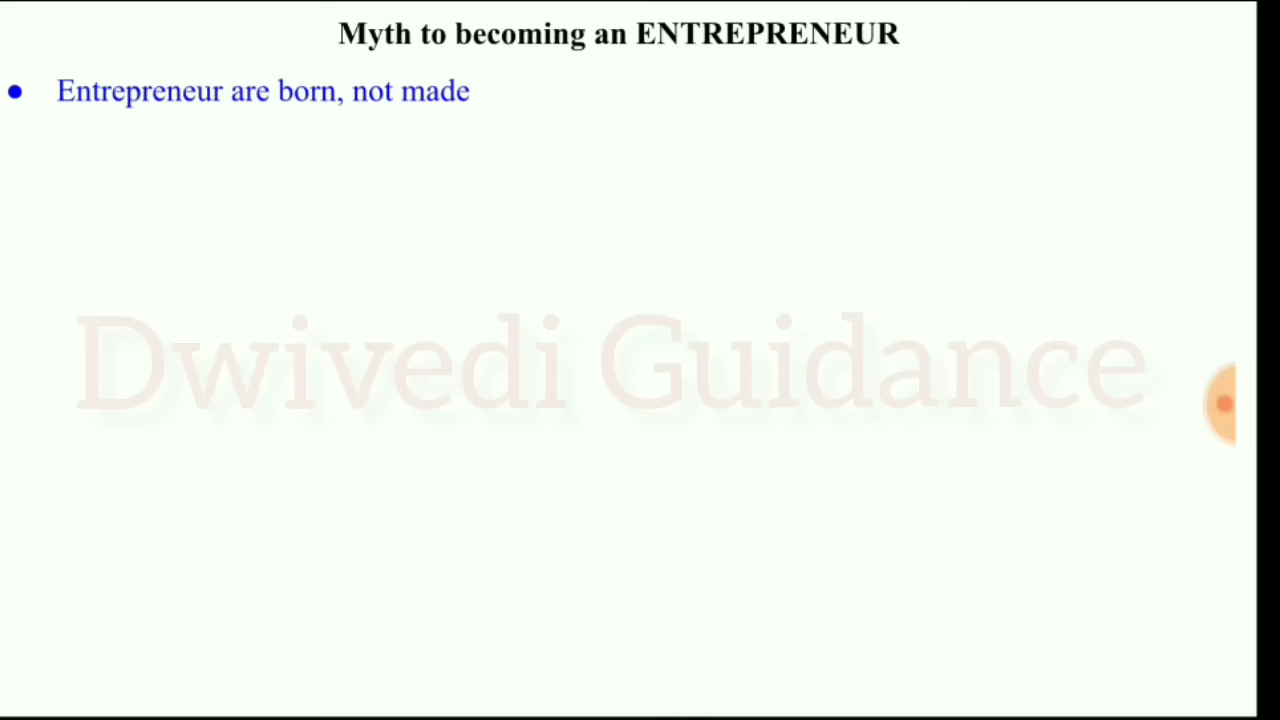 Myth to becoming an ENTREPRENEUR
● Entrepreneur are born, not made
Dwivedi Guidance